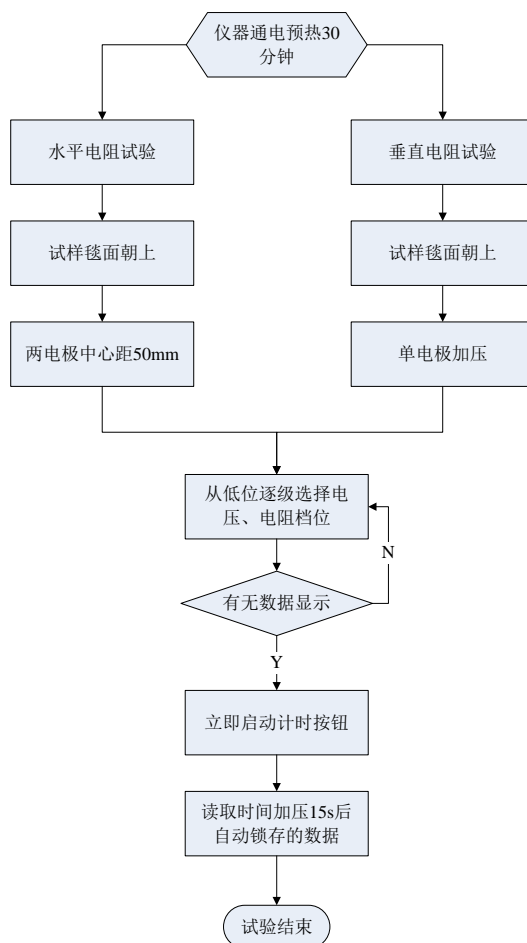 仪器通电预热30
分钟
水平电阻试验
垂直电阻试验
试样毯面朝上
试样毯面朝上
两电极中心距50mm
单电极加压
从低位逐级选择电
压、电阻档位
N
有无数据显示
Y
立即启动计时按钮
读取时间加压15s后
自动锁存的数据
试验结束